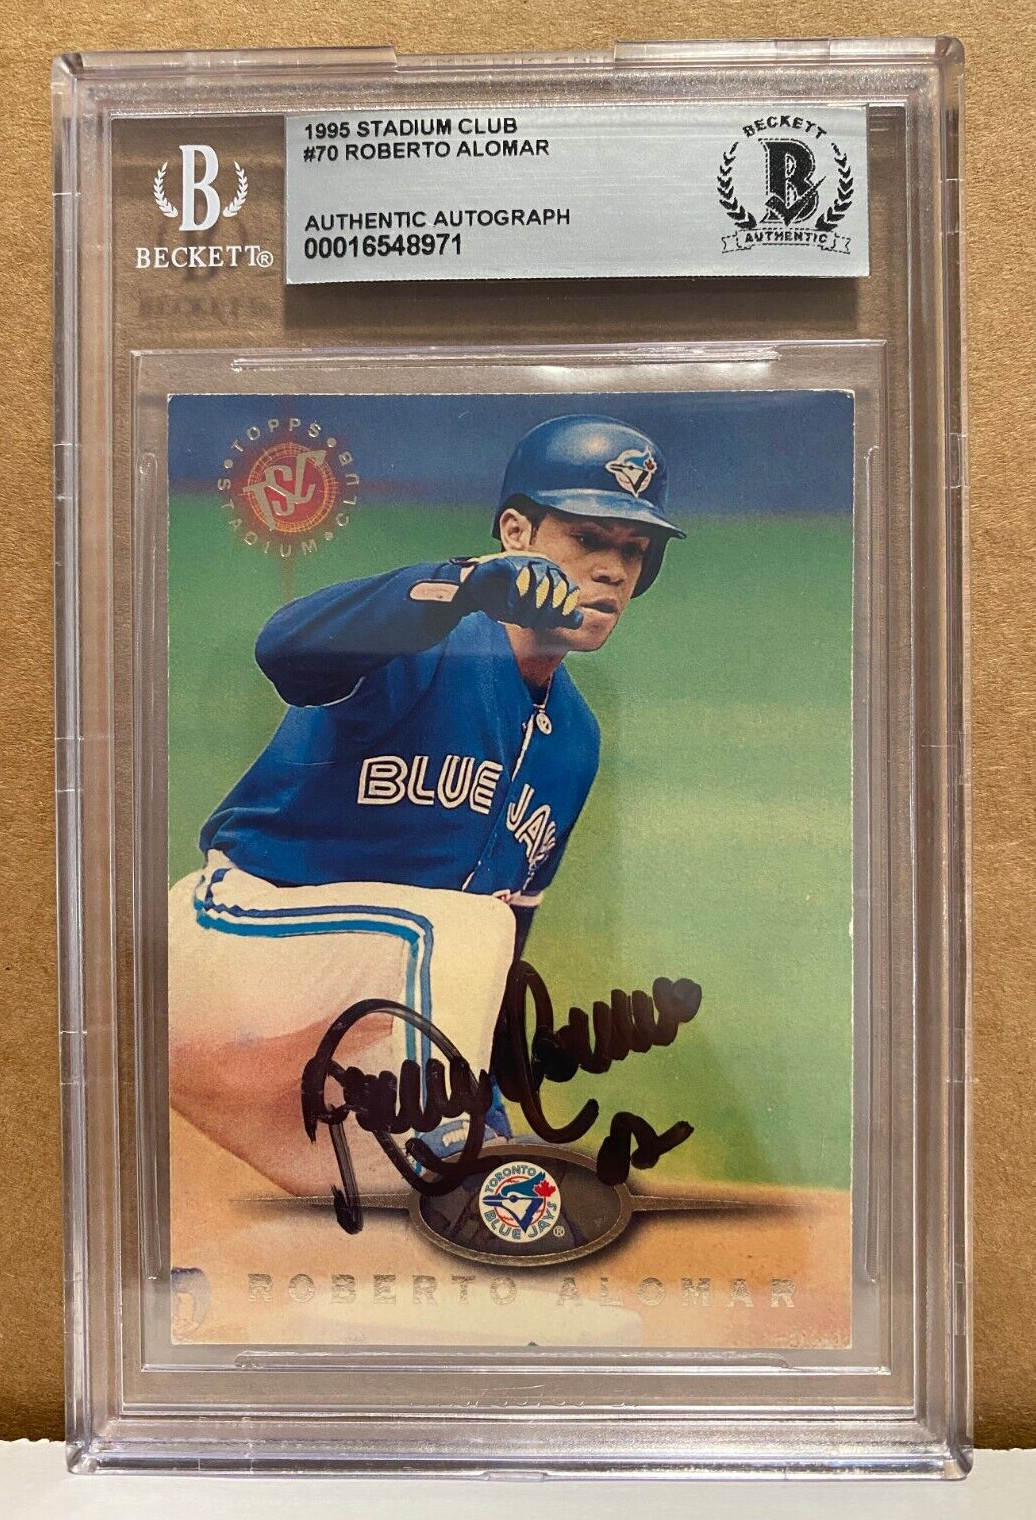 1995 STADIUM CLUB
#70 ROBERTO ALOMAR
AUTHENTIC AUTOGRAPH
00016548971
B
BECKETT®
BECKETT
B
AUTHENTIC
TOPPS • STADIUM • CLUB •
TSC
BLUE JAYS
12
TORONTO
BLUE JAYS ®
ROBERTO ALOMAR